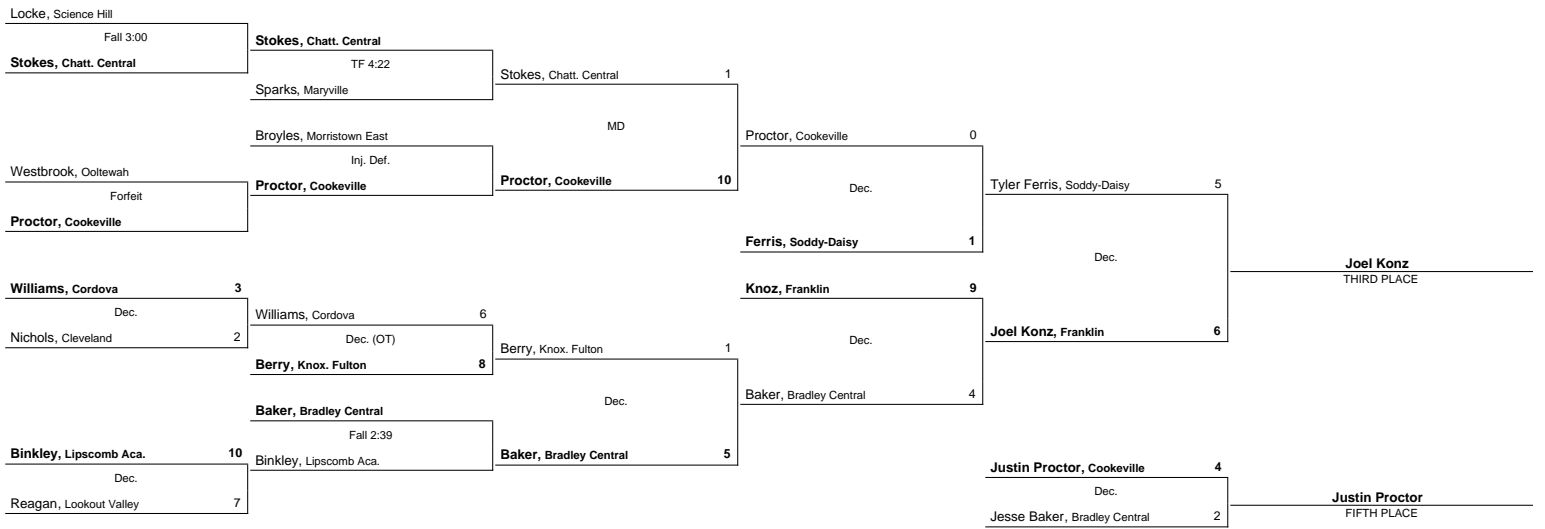 Locke, Science Hill
Fall 3:00
Stokes, Chatt. Central
Westbrook, Ooltewah
Forfeit
Proctor, Cookeville
Williams, Cordova 3
Dec.
Nichols, Cleveland 2
Binkley, Lipscomb Aca. 10
Dec.
Reagan, Lookout Valley 7
Stokes, Chatt. Central
TF 4:22
Sparks, Maryville
Broyles, Morristown East
Inj. Def.
Proctor, Cookeville
Williams, Cordova 6
Dec. (OT)
Berry, Knox. Fulton 8
Baker, Bradley Central
Fall 2:39
Binkley, Lipscomb Aca.
Stokes, Chatt. Central 1
MD
Proctor, Cookeville 10
Berry, Knox. Fulton 1
Dec.
Baker, Bradley Central 5
Proctor, Cookeville 0
Dec.
Ferris, Soddy-Daisy 1
Knoz, Franklin 9
Dec.
Baker, Bradley Central 4
Tyler Ferris, Soddy-Daisy 5
Dec.
Joel Konz, Franklin 6
Joel Konz
THIRD PLACE
Justin Proctor, Cookeville 4
Dec.
Jesse Baker, Bradley Central 2
Justin Proctor
FIFTH PLACE